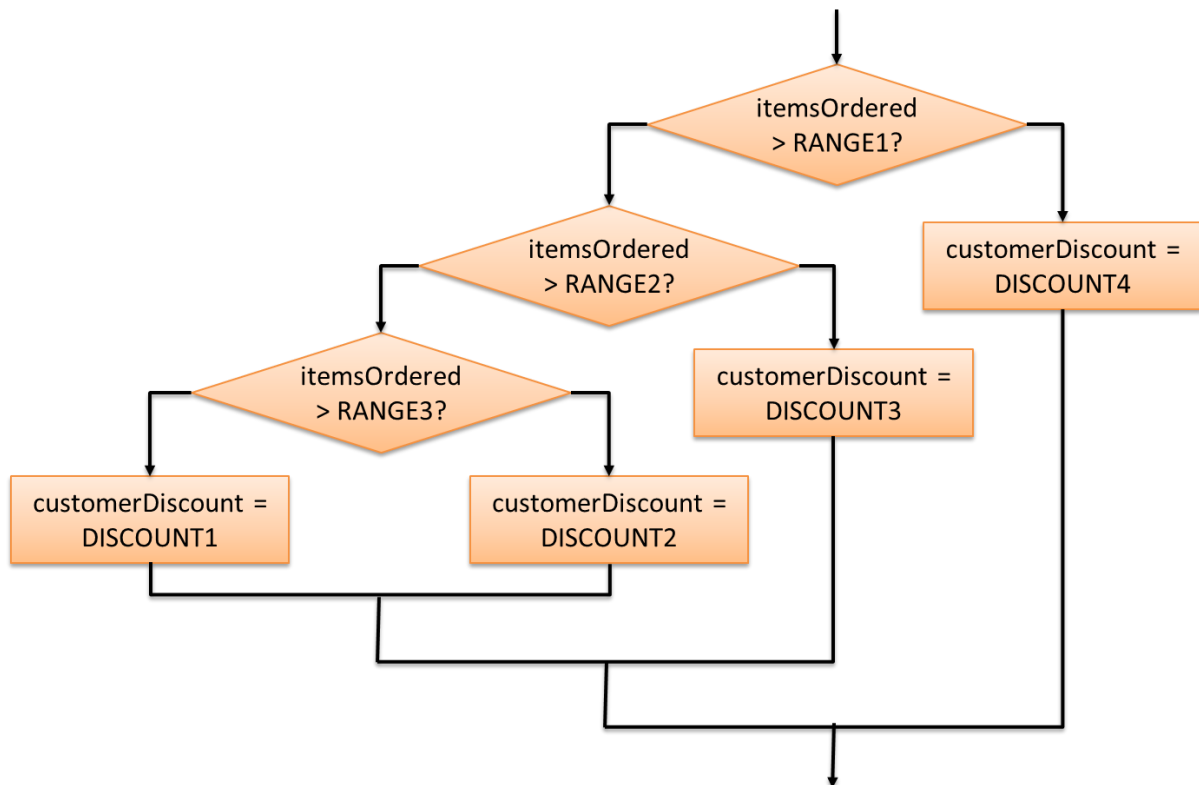 itemsOrdered
> RANGE1?
customerDiscount =
DISCOUNT4
itemsOrdered
> RANGE2?
customerDiscount =
DISCOUNT3
itemsOrdered
> RANGE3?
customerDiscount =
DISCOUNT1
customerDiscount =
DISCOUNT2